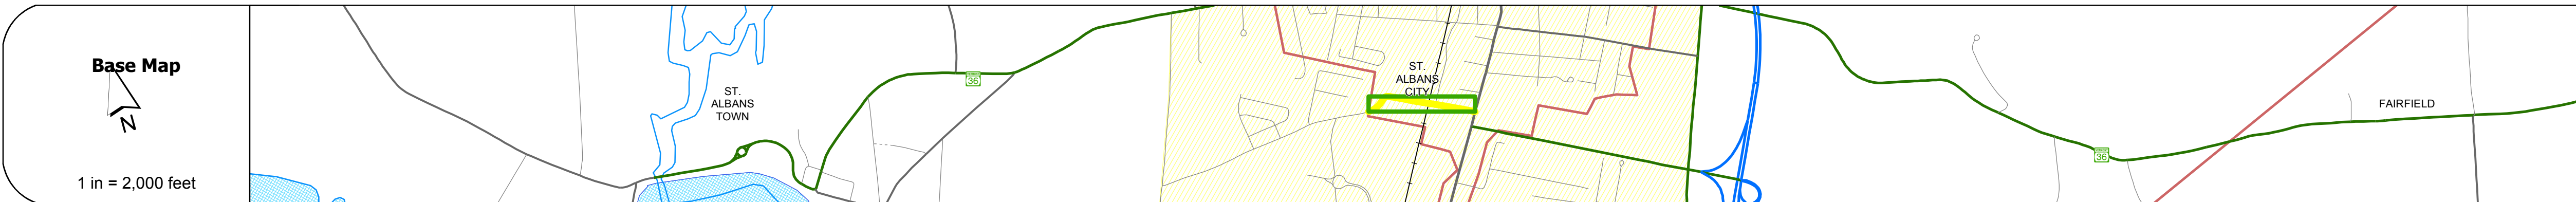 Base Map
N
1 in = 2,000 feet
ST.
ALBANS
TOWN
36
ST.
ALBANS
CITY
36
FAIRFIELD